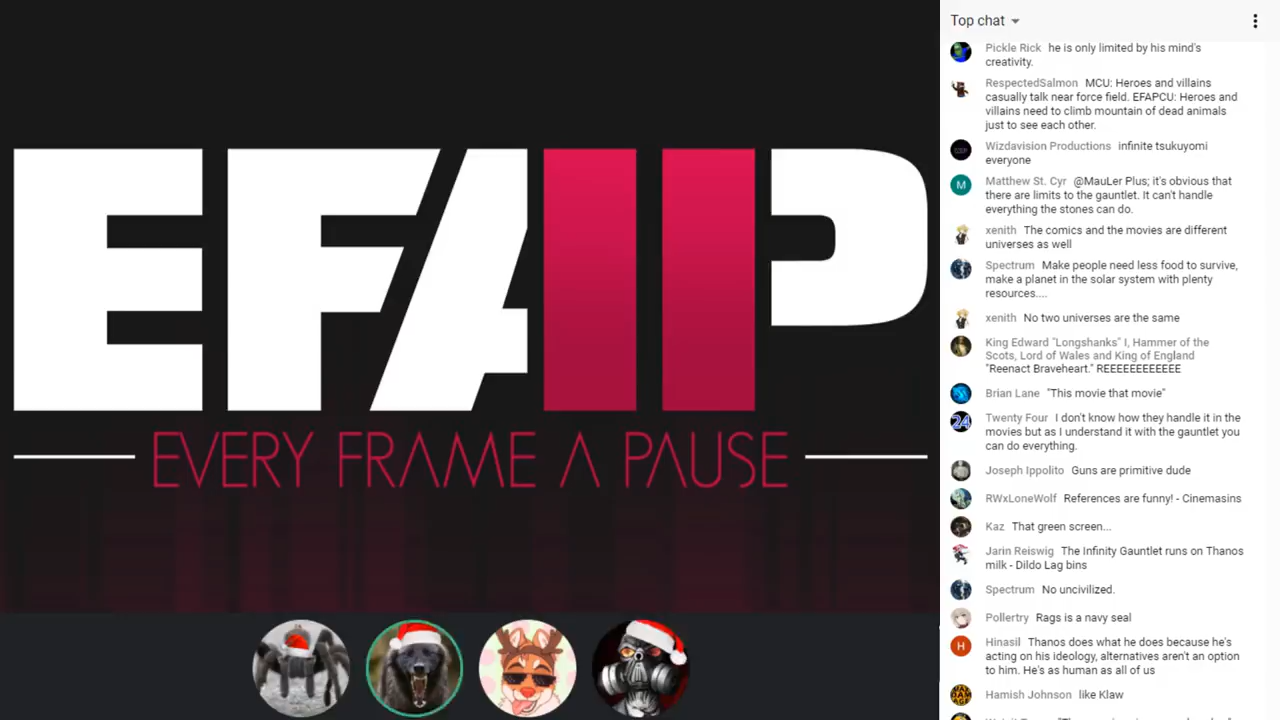 EFAP
EVERY FRAME A PAUSE
Top chat
Pickle Rick he is only limited by his mind's
creativity.
RespectedSalmon MCU: Heroes and villains
casually talk near force field. EFAPCU: Heroes and
villains need to climb mountain of dead animals
just to see each other.
Wizdavision Productions infinite tsukuyomi
everyone
M
Matthew St. Cyr @MauLer Plus; it's obvious that
there are limits to the gauntlet. It can't handle
everything the stones can do.
xenith The comics and the movies are different
universes as well
Spectrum Make people need less food to survive,
make a planet in the solar system with plenty
resources....
xenith No two universes are the same
King Edward "Longshanks" I, Hammer of the
Scots, Lord of Wales and King of England
"Reenact Braveheart." REEEEEEEEEEEE
Brian Lane "This movie that movie"
24
Twenty Four I don't know how they handle it in the
movies but as I understand it with the gauntlet you
can do everything.
Joseph Ippolito Guns are primitive dude
RWxLoneWolf References are funny! - Cinemasins
Kaz That green screen...
Jarin Reiswig The Infinity Gauntlet runs on Thanos
milk - Dildo Lag bins
Spectrum No uncivilized.
Pollertry Rags is a navy seal
H
Hinasil Thanos does what he does because he's
acting on his ideology, alternatives aren't an option
to him. He's as human as all of us
Hamish Johnson like Klaw